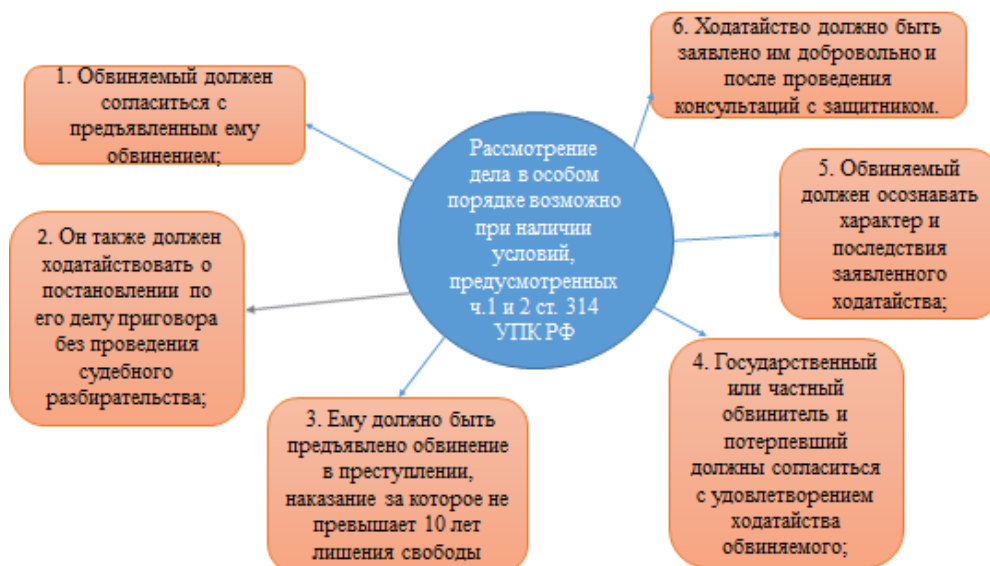 Рассмотрение
дела в особом
порядке возможно
при наличии
условий,
предусмотренных
ч.1 и 2 ст. 314
УПК РФ
1. Обвиняемый должен
согласиться с
предъявленным ему
обвинением;
2. Он также должен
ходатайствовать о
постановлении по
его делу приговора
без проведения
судебного
разбирательства;
3. Ему должно быть
предъявлено обвинение
в преступлении,
наказание за которое не
превышает 10 лет
лишения свободы
4. Государственный
или частный
обвинитель и
потерпевший
должны согласиться
с удовлетворением
ходатайства
обвиняемого;
5. Обвиняемый
должен осознавать
характер и
последствия
заявленного
ходатайства;
6. Ходатайство должно быть
заявлено им добровольно и
после проведения
консультаций с защитником.